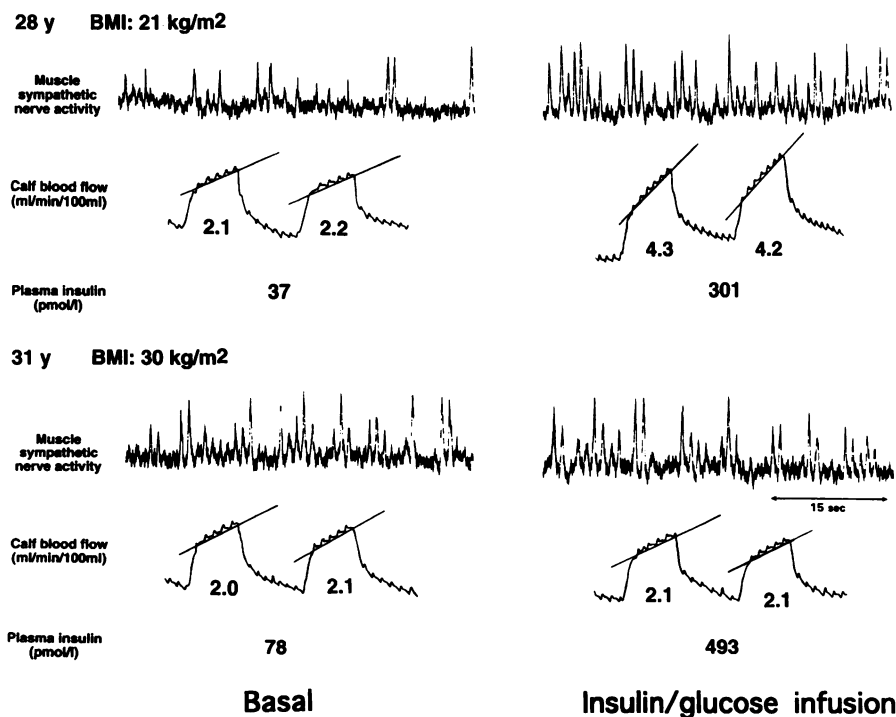 28 y BMI: 21 kg/m2
Muscle
sympathetic
nerve activity
Calf blood flow
(ml/min/100ml)
2.1 2.2 4.3 4.2
Plasma insulin
(pmol/l)
37 301
31 y BMI: 30 kg/m2
Muscle
sympathetic
nerve activity
15 sec
Calf blood flow
(ml/min/100ml)
2.0 2.1 2.1 2.1
Plasma insulin
(pmol/l)
78 493
Basal Insulin/glucose infusion